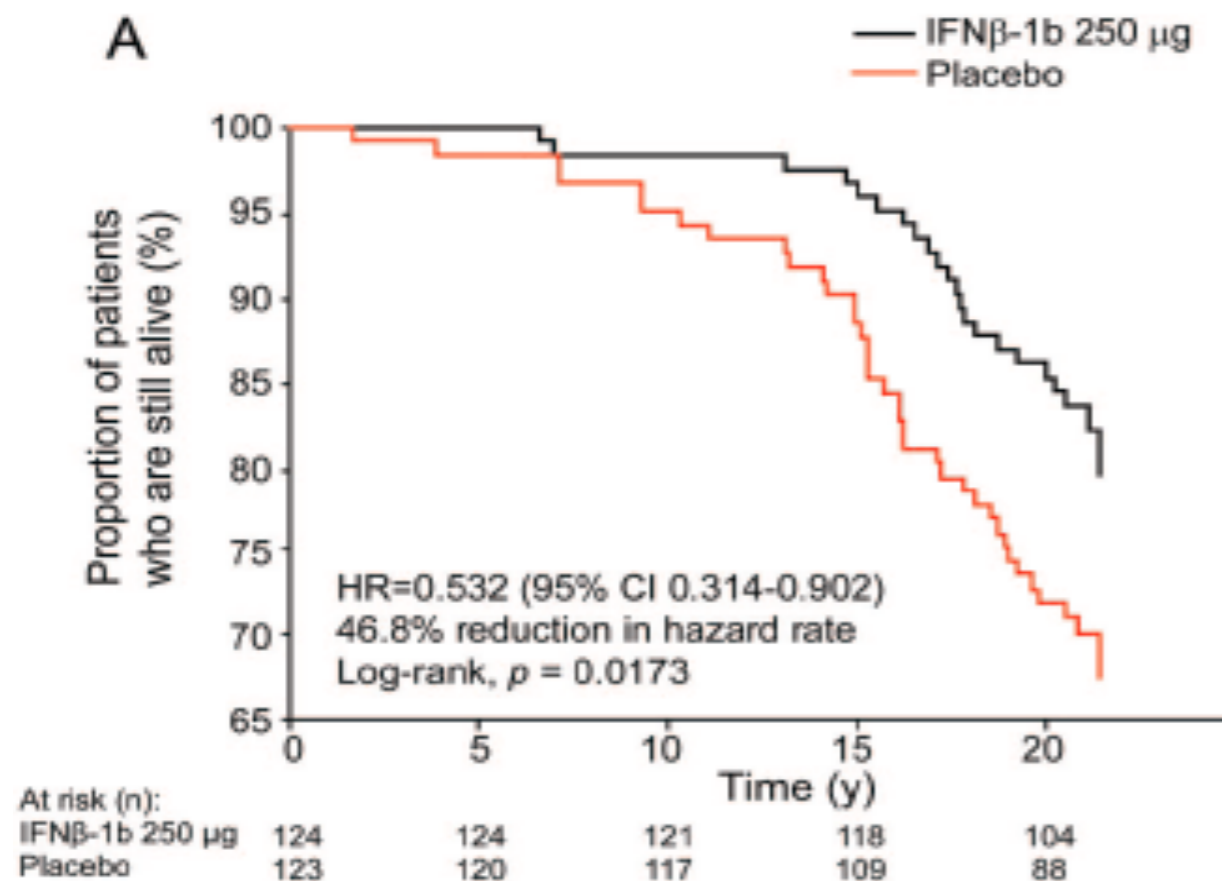 A
IFNβ-1b 250 µg
Placebo
Proportion of patients
who are still alive (%)
100
95
90
85
80
75
70
65
HR=0.532 (95% CI 0.314-0.902)
46.8% reduction in hazard rate
Log-rank, p = 0.0173
0 5 10 15 20
Time (y)
At risk (n):
IFNβ-1b 250 µg 124 124 121 118 104
Placebo 123 120 117 109 88